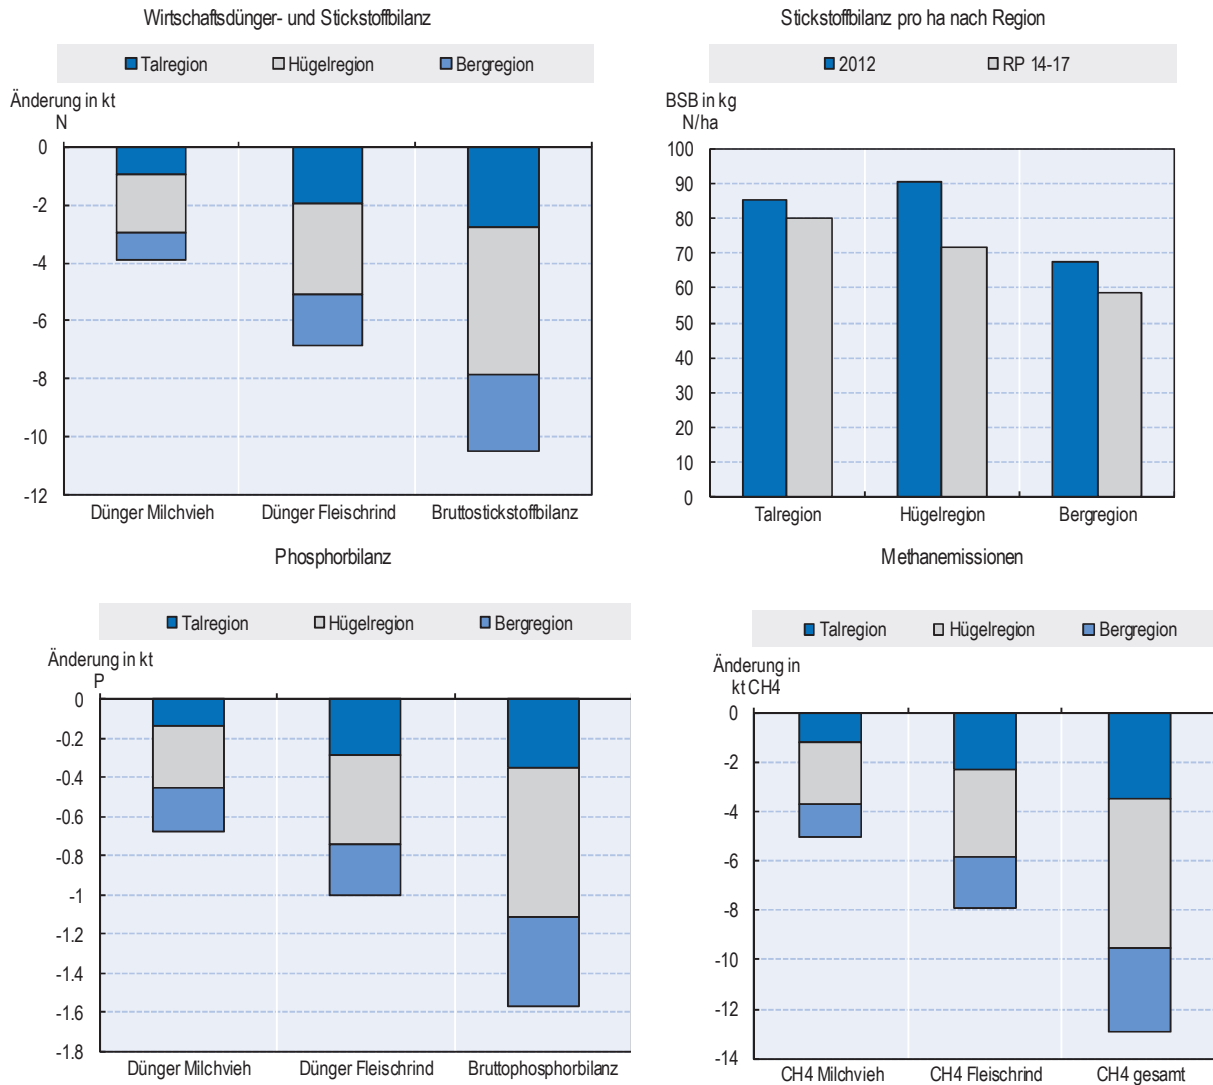 Wirtschaftsdünger- und Stickstoffbilanz
Talregion Hügelregion Bergregion
Änderung in kt
N
0
-2
-4
-6
-8
-10
-12
Dünger Milchvieh Dünger Fleischrind Bruttostickstoffbilanz
Stickstoffbilanz pro ha nach Region
2012 RP 14-17
BSB in kg
N/ha
100
90
80
70
60
50
40
30
20
10
0
Talregion Hügelregion Bergregion
Phosphorbilanz
Talregion Hügelregion Bergregion
Änderung in kt
P
0
-0.2
-0.4
-0.6
-0.8
-1
-1.2
-1.4
-1.6
-1.8
Dünger Milchvieh Dünger Fleischrind Bruttophosphorbilanz
Methanemissionen
Talregion Hügelregion Bergregion
Änderung in
kt CH4
0
-2
-4
-6
-8
-10
-12
-14
CH4 Milchvieh CH4 Fleischrind CH4 gesamt